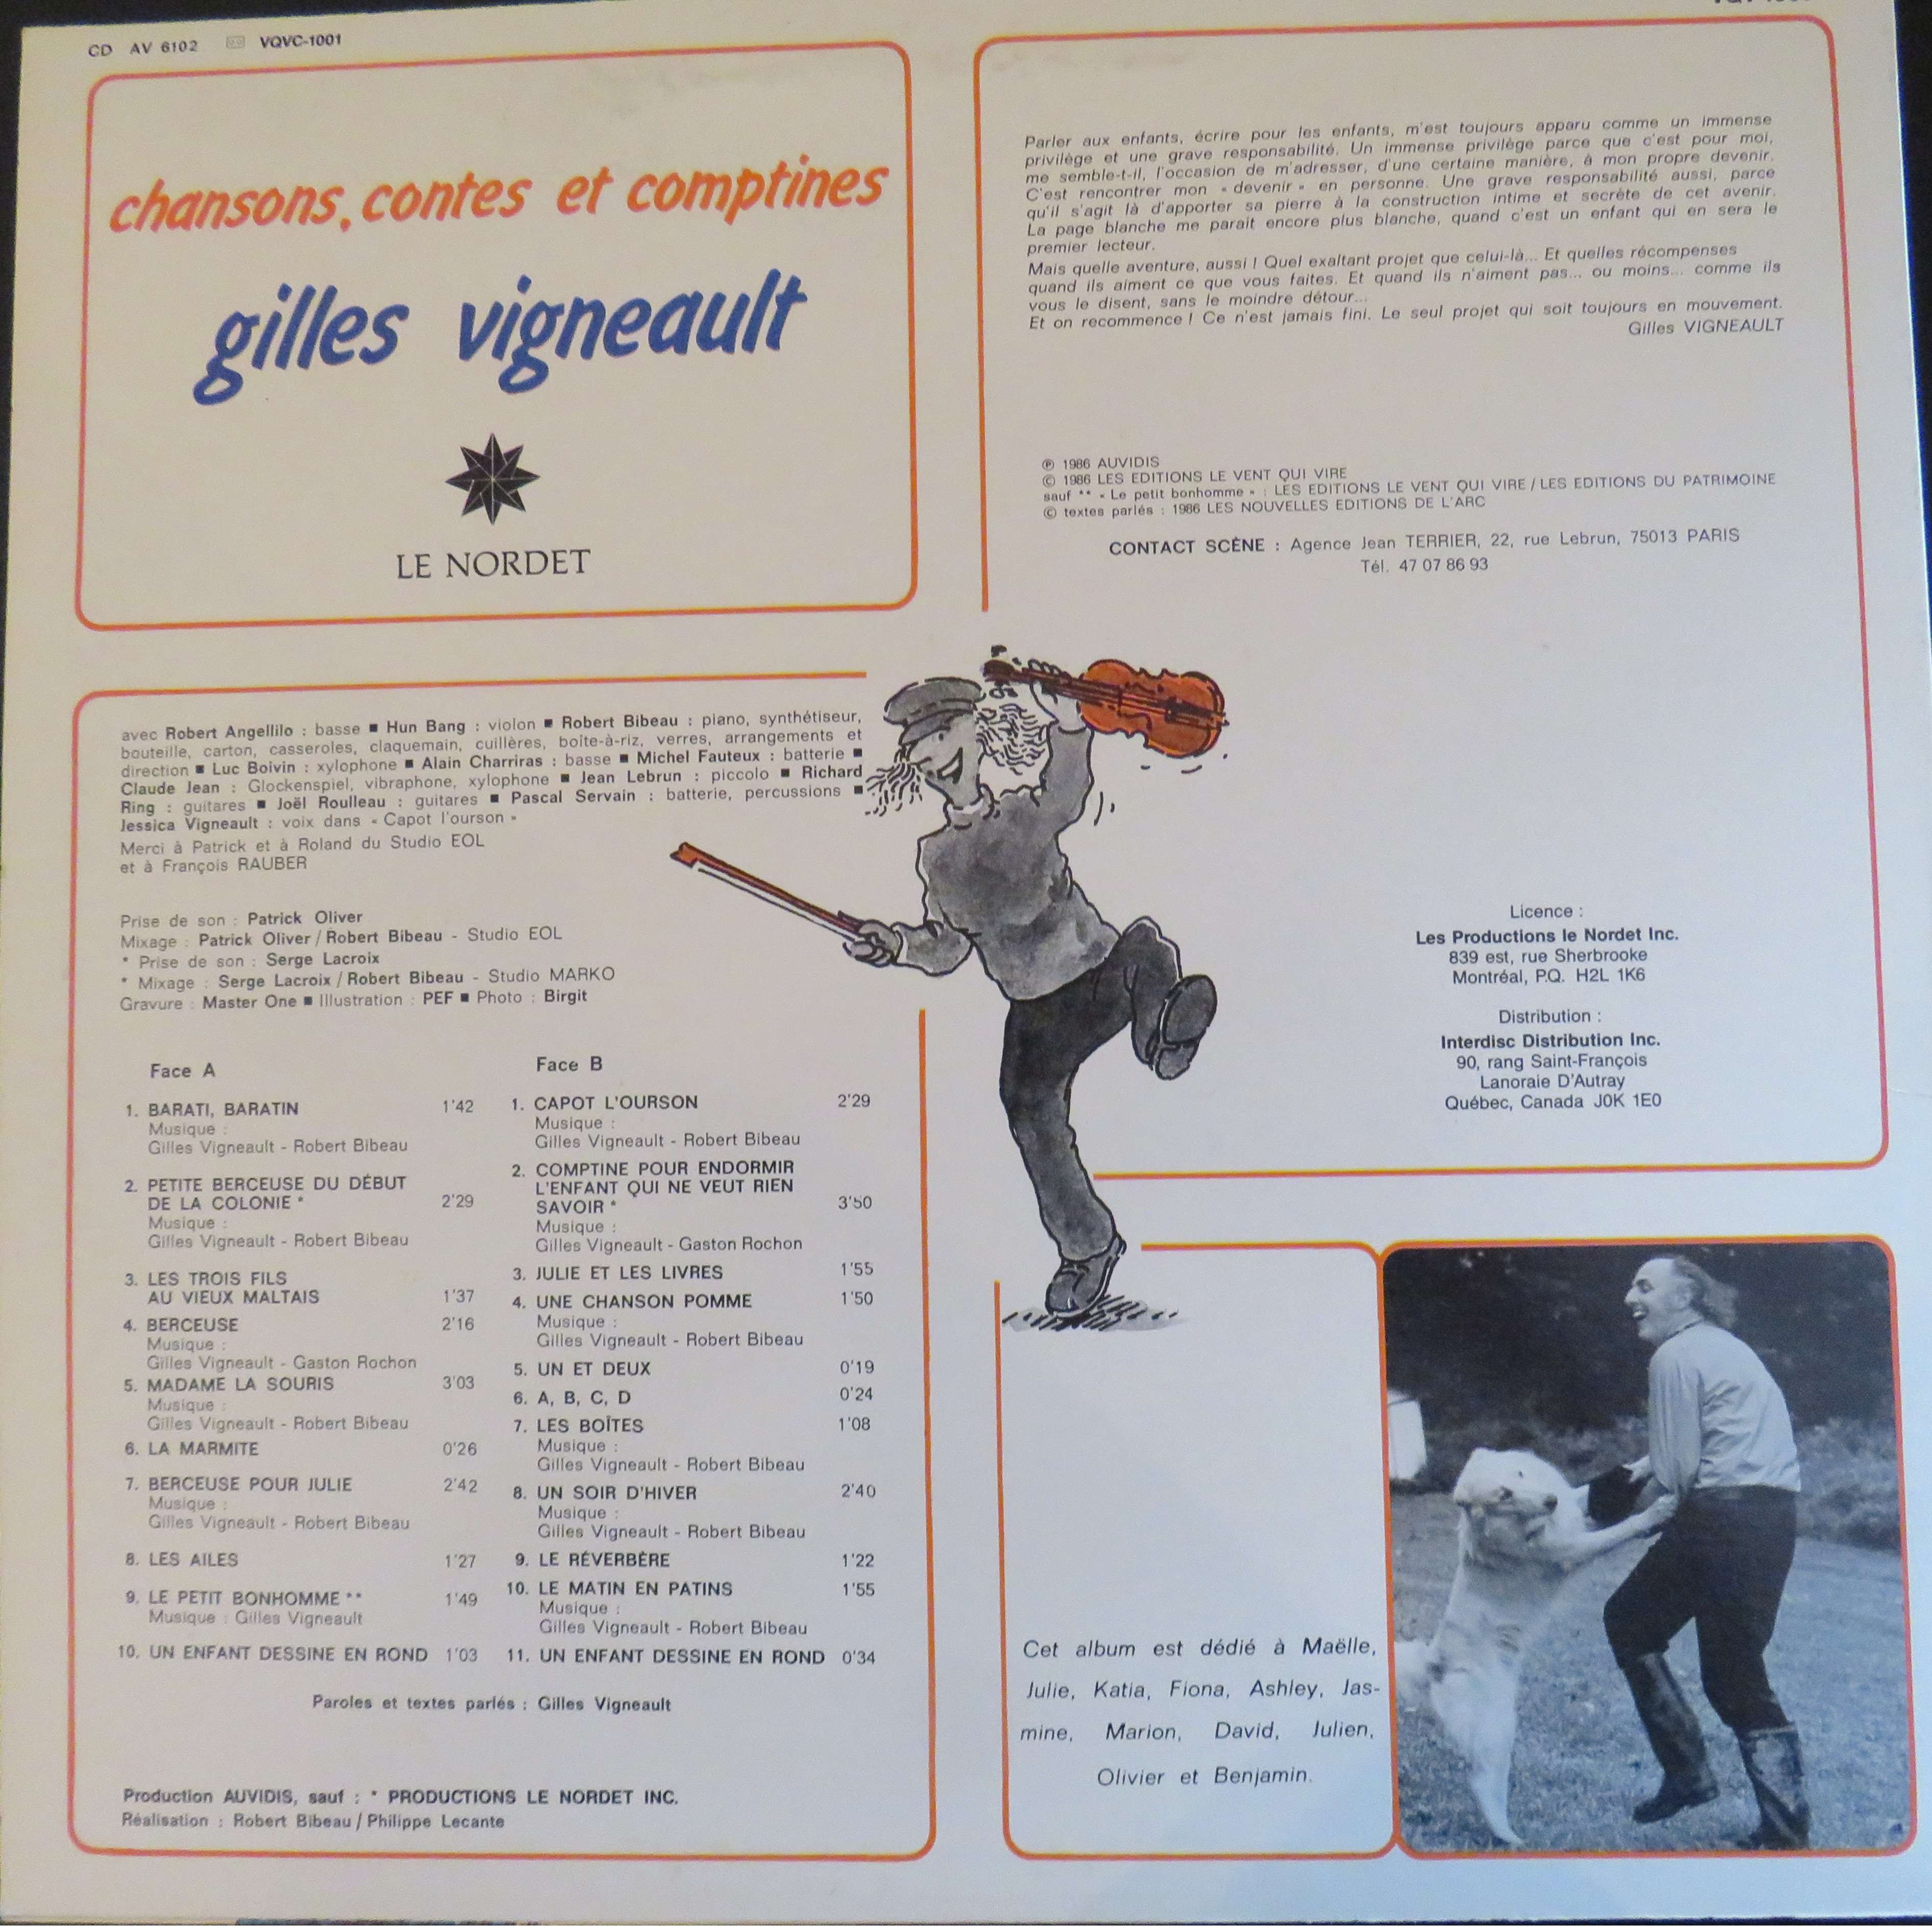 CD AV 6102 VQVC-1001
chansons, contes et comptines
gilles vigneault
LE NORDET
Parler aux enfants, écrire pour les enfants, m'est toujours apparu comme un immense
privilège et une grave responsabilité. Un immense privilège parce que c'est pour moi,
me semble-t-il, l'occasion de m'adresser, d'une certaine manière, à mon propre devenir.
C'est rencontrer mon « devenir » en personne. Une grave responsabilité aussi, parce
qu'il s'agit là d'apporter sa pierre à la construction intime et secrète de cet avenir.
La page blanche me parait encore plus blanche, quand c'est un enfant qui en sera le
premier lecteur.
Mais quelle aventure, aussi ! Quel exaltant projet que celui-là... Et quelles récompenses
quand ils aiment ce que vous faites. Et quand ils n'aiment pas... ou moins... comme ils
vous le disent, sans le moindre détour...
Et on recommence ! Ce n'est jamais fini. Le seul projet qui soit toujours en mouvement.
Gilles VIGNEAULT
℗ 1986 AUVIDIS
© 1986 LES EDITIONS LE VENT QUI VIRE
sauf ** « Le petit bonhomme » : LES EDITIONS LE VENT QUI VIRE / LES EDITIONS DU PATRIMOINE
© textes parlés : 1986 LES NOUVELLES EDITIONS DE L'ARC
CONTACT SCÈNE : Agence Jean TERRIER, 22, rue Lebrun, 75013 PARIS
Tél. 47 07 86 93
avec Robert Angellilo : basse ■ Hun Bang : violon ■ Robert Bibeau : piano, synthétiseur,
bouteille, carton, casseroles, claquemain, cuillères, boîte-à-riz, verres, arrangements et
direction ■ Luc Boivin : xylophone ■ Alain Charriras : basse ■ Michel Fauteux : batterie ■
Claude Jean : Glockenspiel, vibraphone, xylophone ■ Jean Lebrun : piccolo ■ Richard
Ring : guitares ■ Joël Roulleau : guitares ■ Pascal Servain : batterie, percussions ■
Jessica Vigneault : voix dans « Capot l'ourson »
Merci à Patrick et à Roland du Studio EOL
et à François RAUBER
Prise de son : Patrick Oliver
Mixage : Patrick Oliver / Robert Bibeau - Studio EOL
* Prise de son : Serge Lacroix
* Mixage : Serge Lacroix / Robert Bibeau - Studio MARKO
Gravure : Master One ■ Illustration : PEF ■ Photo : Birgit
Face A
1. BARATI, BARATIN 1'42
Musique :
Gilles Vigneault - Robert Bibeau
2. PETITE BERCEUSE DU DÉBUT
DE LA COLONIE * 2'29
Musique :
Gilles Vigneault - Robert Bibeau
3. LES TROIS FILS
AU VIEUX MALTAIS 1'37
4. BERCEUSE 2'16
Musique :
Gilles Vigneault - Gaston Rochon
5. MADAME LA SOURIS 3'03
Musique :
Gilles Vigneault - Robert Bibeau
6. LA MARMITE 0'26
7. BERCEUSE POUR JULIE 2'42
Musique :
Gilles Vigneault - Robert Bibeau
8. LES AILES 1'27
9. LE PETIT BONHOMME ** 1'49
Musique : Gilles Vigneault
10. UN ENFANT DESSINE EN ROND 1'03
Face B
1. CAPOT L'OURSON 2'29
Musique :
Gilles Vigneault - Robert Bibeau
2. COMPTINE POUR ENDORMIR
L'ENFANT QUI NE VEUT RIEN
SAVOIR * 3'50
Musique :
Gilles Vigneault - Gaston Rochon
3. JULIE ET LES LIVRES 1'55
4. UNE CHANSON POMME 1'50
Musique :
Gilles Vigneault - Robert Bibeau
5. UN ET DEUX 0'19
6. A, B, C, D 0'24
7. LES BOÎTES 1'08
Musique :
Gilles Vigneault - Robert Bibeau
8. UN SOIR D'HIVER 2'40
Musique :
Gilles Vigneault - Robert Bibeau
9. LE RÉVERBÈRE 1'22
10. LE MATIN EN PATINS 1'55
Musique :
Gilles Vigneault - Robert Bibeau
11. UN ENFANT DESSINE EN ROND 0'34
Paroles et textes parlés : Gilles Vigneault
Production AUVIDIS, sauf : * PRODUCTIONS LE NORDET INC.
Réalisation : Robert Bibeau / Philippe Lecante
Licence :
Les Productions le Nordet Inc.
839 est, rue Sherbrooke
Montréal, P.Q. H2L 1K6
Distribution :
Interdisc Distribution Inc.
90, rang Saint-François
Lanoraie D'Autray
Québec, Canada J0K 1E0
Cet album est dédié à Maëlle,
Julie, Katia, Fiona, Ashley, Jas-
mine, Marion, David, Julien,
Olivier et Benjamin.